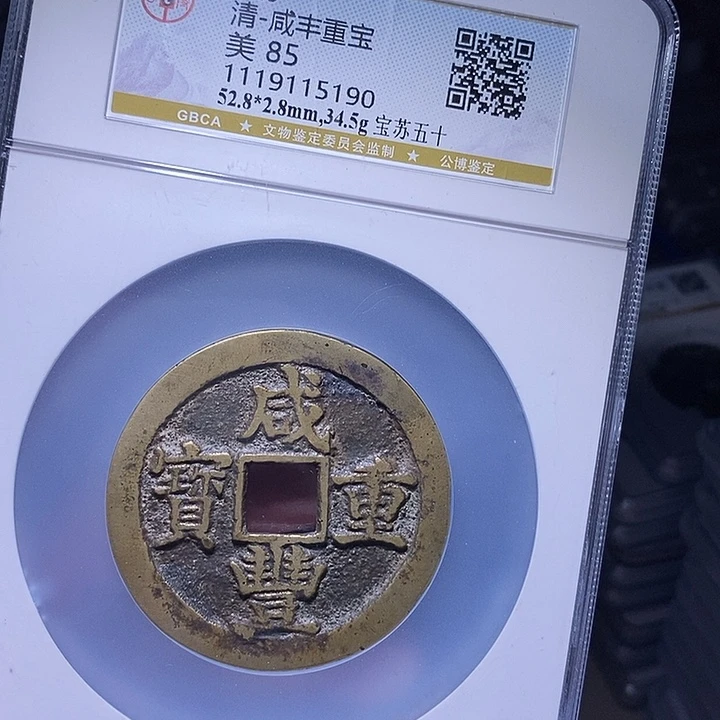 清-咸丰重宝
美 85
1119115190
52.8*2.8mm,34.5g 宝苏五十
GBCA ★ 文物鉴定委员会监制 ★ 公博鉴定
咸
寶 重
豐